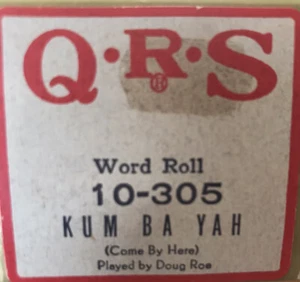 Q·R·S
®
Word Roll
10-305
KUM BA YAH
(Come By Here)
Played by Doug Roe